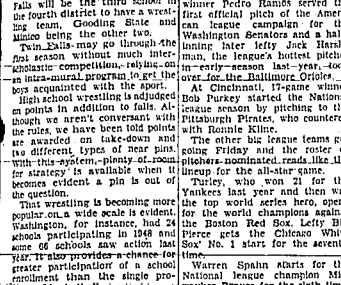 Falls will be the third school in
the fourth district to have a wrestling
team, Gooding State and
Minico being the other two.
Twin Falls may go through the
first season without much inter-
scholastic competition, relying on
an intra-mural program to get the
boys acquainted with the sport.
High school wrestling is adjudged
on points in addition to falls. Al-
though we aren't conversant with
the rules, we have been told points
are awarded on take-down and
two different types of near pins.
With this system, plenty of room
for strategy is available when it
becomes evident a pin is out of
the question.
That wrestling is becoming more
popular on a wide scale is evident.
Washington, for instance, had 24
schools participating in 1948 and
some 66 schools saw action last
year. It also provides a chance for
greater participation of a school
enrollment than the single pro-
winner Pedro Ramos served th
first official pitch of the Amer
can league campaign for th
Washington Senators and a hal
inning later lefty Jack Harsh
man, the league's hottest pitch
in early season last year, too
over for the Baltimore Orioles.
At Cincinnati, 17-game winne
Bob Purkey started the Nationa
league season by pitching to th
Pittsburgh Pirates, who counter
with Ronnie Kline.
The other big league teams g
going Friday and the roster
pitchers nominated reads like th
lineup for the all-star game.
Turley, who won 21 for th
Yankees last year and then w
the top world series hero, open
for the world champions again
the Boston Red Sox. Lefty Bi
Pierce gets the Chicago Whit
Sox' No. 1 start for the sevent
time.
Warren Spahn starts for th
National league champion Mi